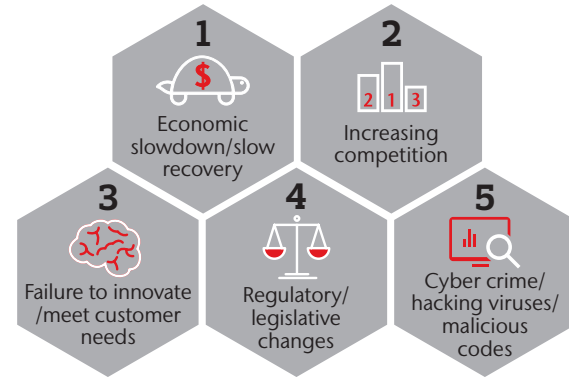 1
$
Economic
slowdown/slow
recovery
2
2 1 3
Increasing
competition
3
Failure to innovate
/meet customer
needs
4
Regulatory/
legislative
changes
5
Cyber crime/
hacking viruses/
malicious
codes